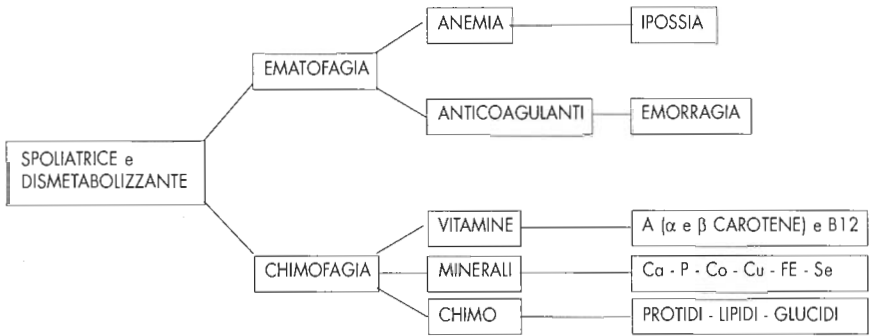 ANEMIA
IPOSSIA
EMATOFAGIA
ANTICOAGULANTI
EMORRAGIA
SPOLIATRICE e
DISMETABOLIZZANTE
VITAMINE
A (α e β CAROTENE) e B12
CHIMOFAGIA
MINERALI
Ca - P - Co - Cu - FE - Se
CHIMO
PROTIDI - LIPIDI - GLUCIDI